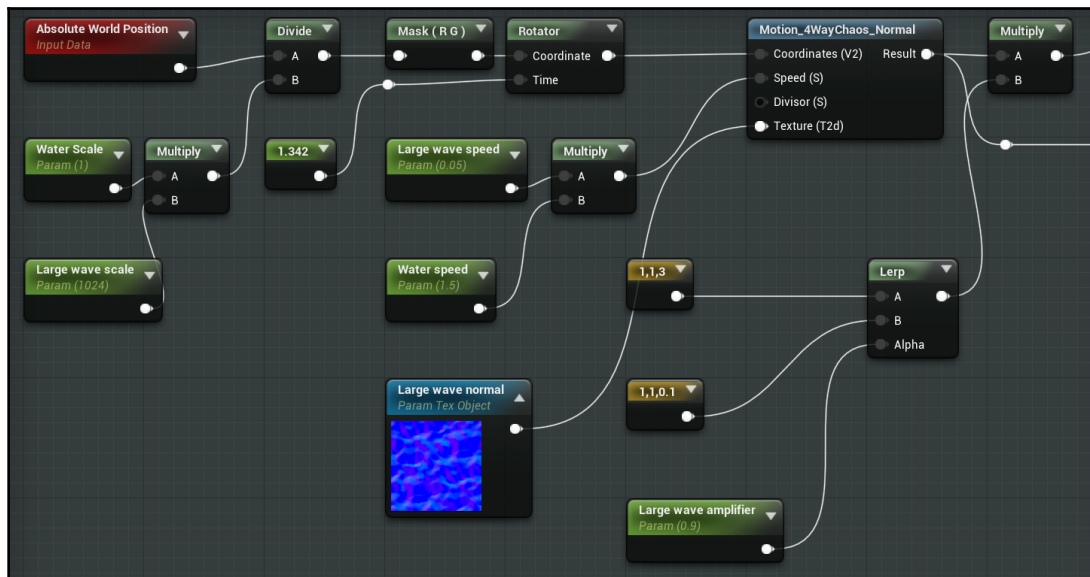 Absolute World Position
Input Data
Divide
A
B
Mask ( R G )
Rotator
Coordinate
Time
Motion_4WayChaos_Normal
Coordinates (V2)
Result
Speed (S)
Divisor (S)
Texture (T2d)
Multiply
A
B
Water Scale
Param (1)
Multiply
A
B
1.342
Large wave speed
Param (0.05)
Multiply
A
B
Large wave scale
Param (1024)
Water speed
Param (1.5)
1,1,3
Lerp
A
B
Alpha
Large wave normal
Param Tex Object
1,1,0.1
Large wave amplifier
Param (0.9)